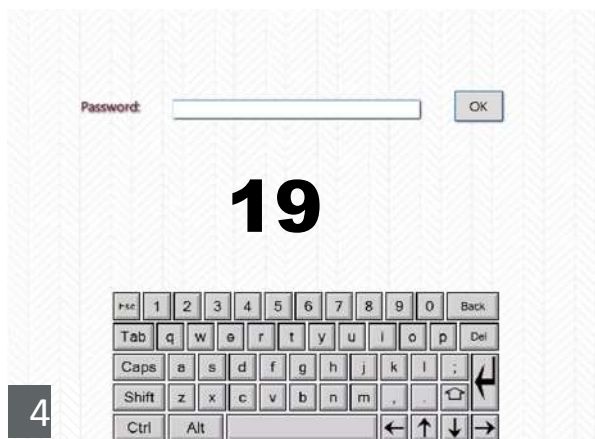 Password: OK
19
Esc 1 2 3 4 5 6 7 8 9 0 Back
Tab q w e r t y u i o p Del
Caps a s d f g h j k l ;
Shift z x c v b n m , .
4
Ctrl Alt